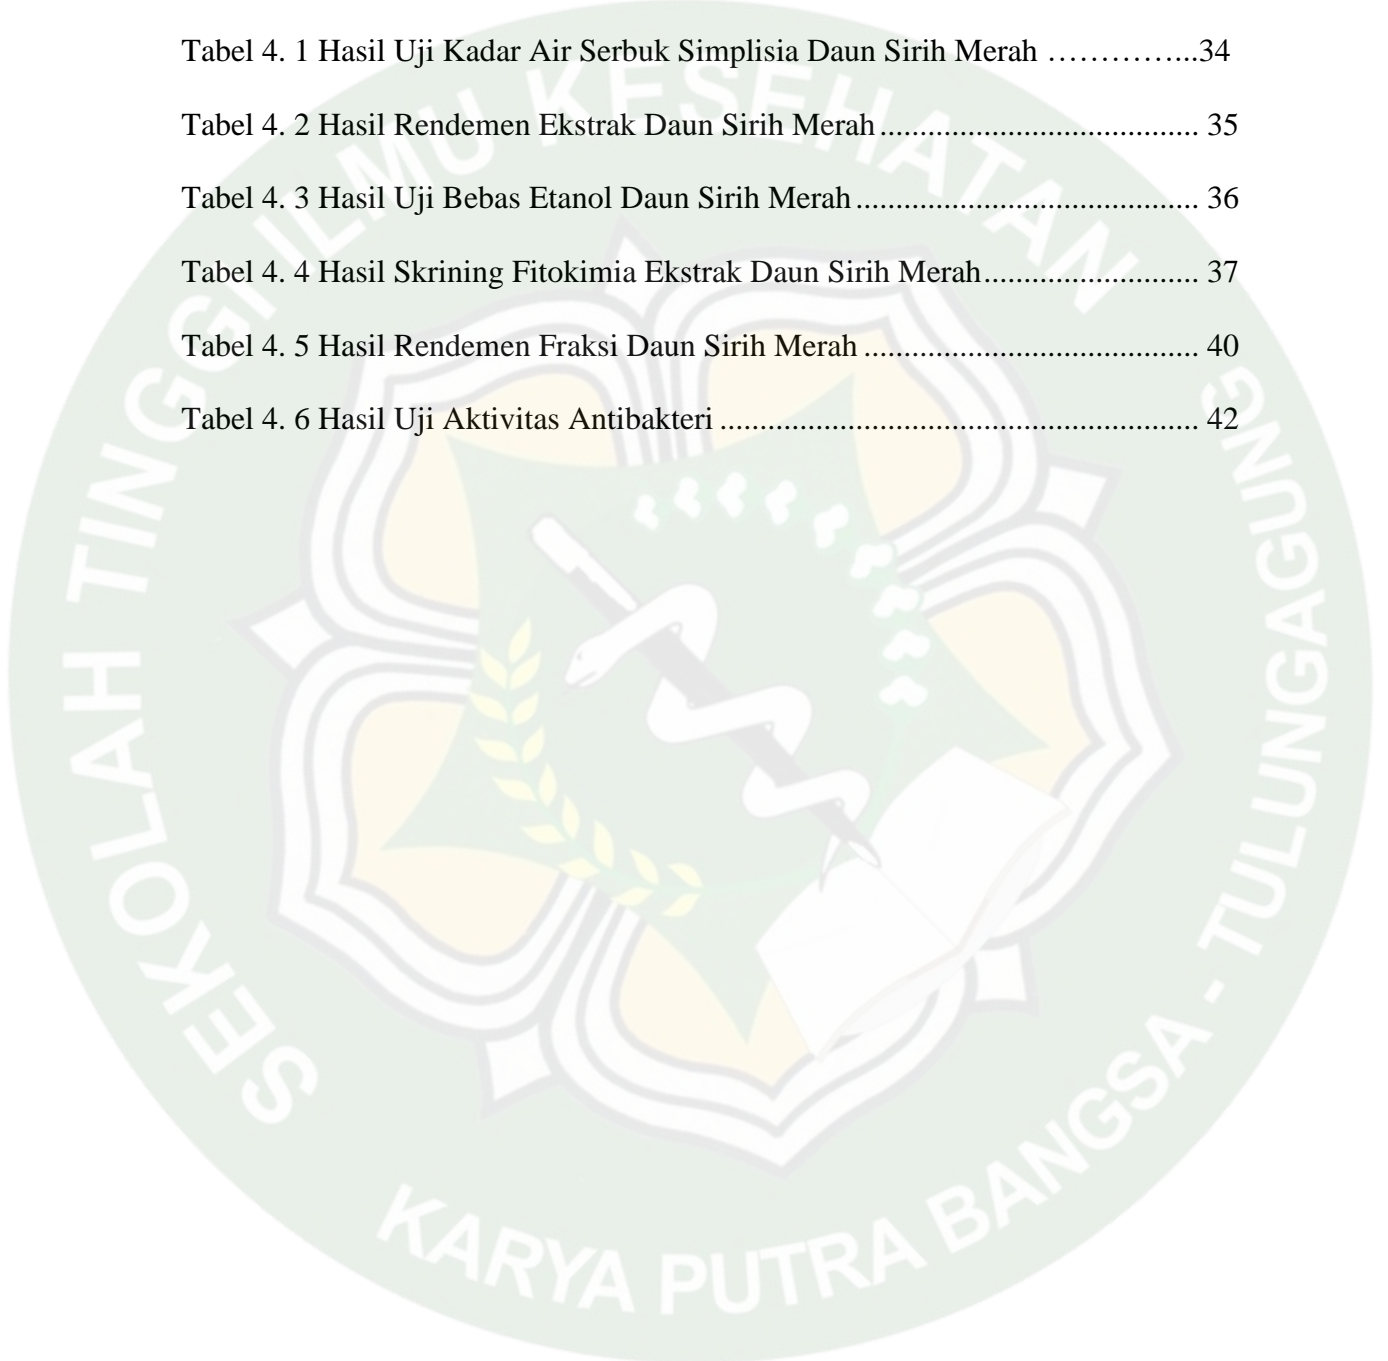 Tabel 4. 1 Hasil Uji Kadar Air Serbuk Simplisia Daun Sirih Merah …………...34
Tabel 4. 2 Hasil Rendemen Ekstrak Daun Sirih Merah ........................................ 35
Tabel 4. 3 Hasil Uji Bebas Etanol Daun Sirih Merah ........................................... 36
Tabel 4. 4 Hasil Skrining Fitokimia Ekstrak Daun Sirih Merah........................... 37
Tabel 4. 5 Hasil Rendemen Fraksi Daun Sirih Merah .......................................... 40
Tabel 4. 6 Hasil Uji Aktivitas Antibakteri ............................................................ 42
SEKOLAH TINGGI ILMU KESEHATAN
KARYA PUTRA BANGSA - TULUNGAGUNG